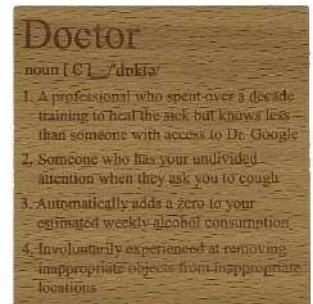 Doctor
noun [ C ] /'dɒktə/
1. A professional who spent over a decade
training to heal the sick but knows less
than someone with access to Dr. Google
2. Someone who has your undivided
attention when they ask you to cough
3. Automatically adds a zero to your
estimated weekly alcohol consumption
4. Involuntarily experienced at removing
inappropriate objects from inappropriate
locations